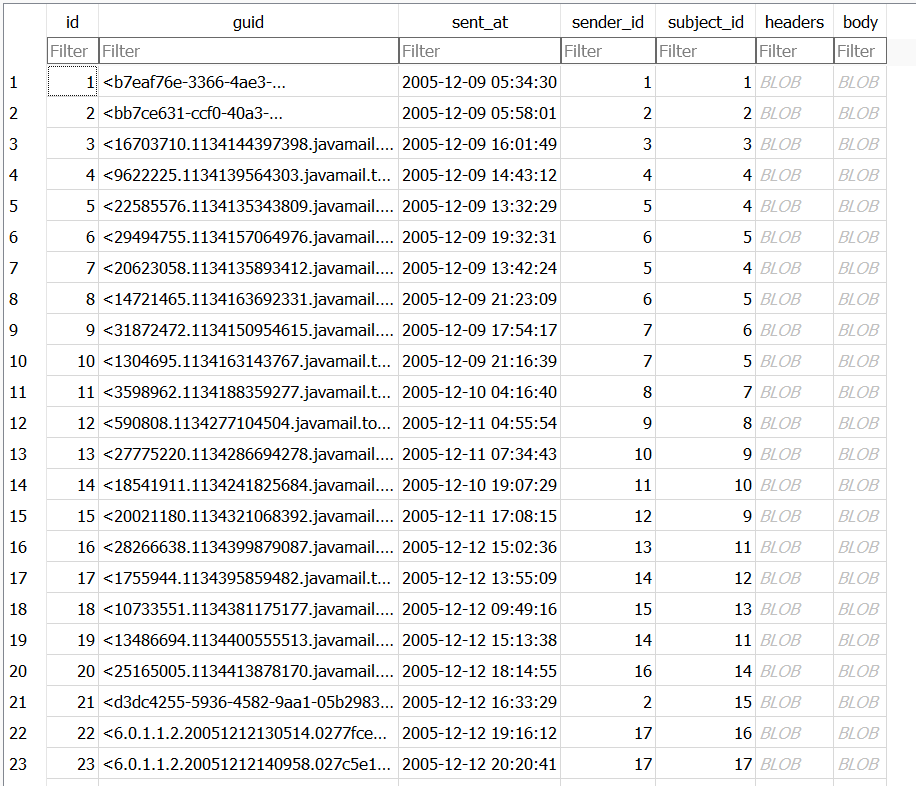 id guid sent_at sender_id subject_id headers body
Filter Filter Filter Filter Filter Filter Filter
1 1 <b7eaf76e-3366-4ae3-... 2005-12-09 05:34:30 1 1 BLOB BLOB
2 2 <bb7ce631-ccf0-40a3-... 2005-12-09 05:58:01 2 2 BLOB BLOB
3 3 <16703710.1134144397398.javamail.... 2005-12-09 16:01:49 3 3 BLOB BLOB
4 4 <9622225.1134139564303.javamail.t... 2005-12-09 14:43:12 4 4 BLOB BLOB
5 5 <22585576.1134135343809.javamail.... 2005-12-09 13:32:29 5 4 BLOB BLOB
6 6 <29494755.1134157064976.javamail.... 2005-12-09 19:32:31 6 5 BLOB BLOB
7 7 <20623058.1134135893412.javamail.... 2005-12-09 13:42:24 5 4 BLOB BLOB
8 8 <14721465.1134163692331.javamail.... 2005-12-09 21:23:09 6 5 BLOB BLOB
9 9 <31872472.1134150954615.javamail.... 2005-12-09 17:54:17 7 6 BLOB BLOB
10 10 <1304695.1134163143767.javamail.t... 2005-12-09 21:16:39 7 5 BLOB BLOB
11 11 <3598962.1134188359277.javamail.t... 2005-12-10 04:16:40 8 7 BLOB BLOB
12 12 <590808.1134277104504.javamail.to... 2005-12-11 04:55:54 9 8 BLOB BLOB
13 13 <27775220.1134286694278.javamail.... 2005-12-11 07:34:43 10 9 BLOB BLOB
14 14 <18541911.1134241825684.javamail.... 2005-12-10 19:07:29 11 10 BLOB BLOB
15 15 <20021180.1134321068392.javamail.... 2005-12-11 17:08:15 12 9 BLOB BLOB
16 16 <28266638.1134399879087.javamail.... 2005-12-12 15:02:36 13 11 BLOB BLOB
17 17 <1755944.1134395859482.javamail.t... 2005-12-12 13:55:09 14 12 BLOB BLOB
18 18 <10733551.1134381175177.javamail.... 2005-12-12 09:49:16 15 13 BLOB BLOB
19 19 <13486694.1134400555513.javamail.... 2005-12-12 15:13:38 14 11 BLOB BLOB
20 20 <25165005.1134413878170.javamail.... 2005-12-12 18:14:55 16 14 BLOB BLOB
21 21 <d3dc4255-5936-4582-9aa1-05b2983... 2005-12-12 16:33:29 2 15 BLOB BLOB
22 22 <6.0.1.1.2.20051212130514.0277fce... 2005-12-12 19:16:12 17 16 BLOB BLOB
23 23 <6.0.1.1.2.20051212140958.027c5e1... 2005-12-12 20:20:41 17 17 BLOB BLOB